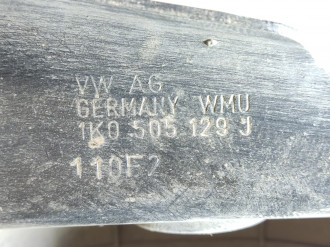 VW AG
GERMANY WMU
1K0 505 129 J
110F2